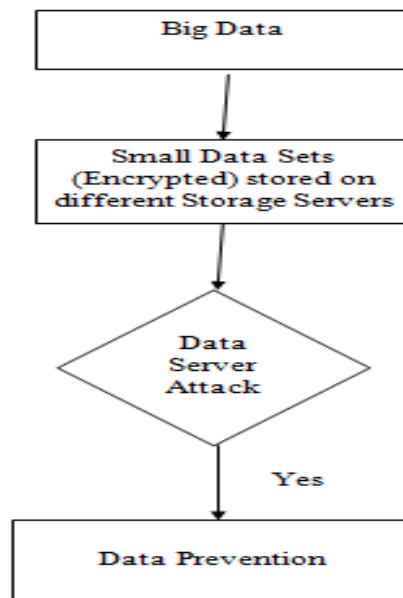 Big Data
Small Data Sets
(Encrypted) stored on
different Storage Servers
Data
Server
Attack
Yes
Data Prevention